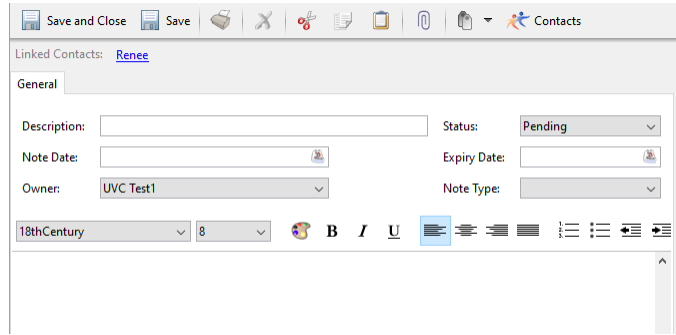 Save and Close Save Contacts
Linked Contacts: Renee
General
Description: Status: Pending
Note Date: Expiry Date:
Owner: UVC Test1 Note Type:
18thCentury 8 B I U